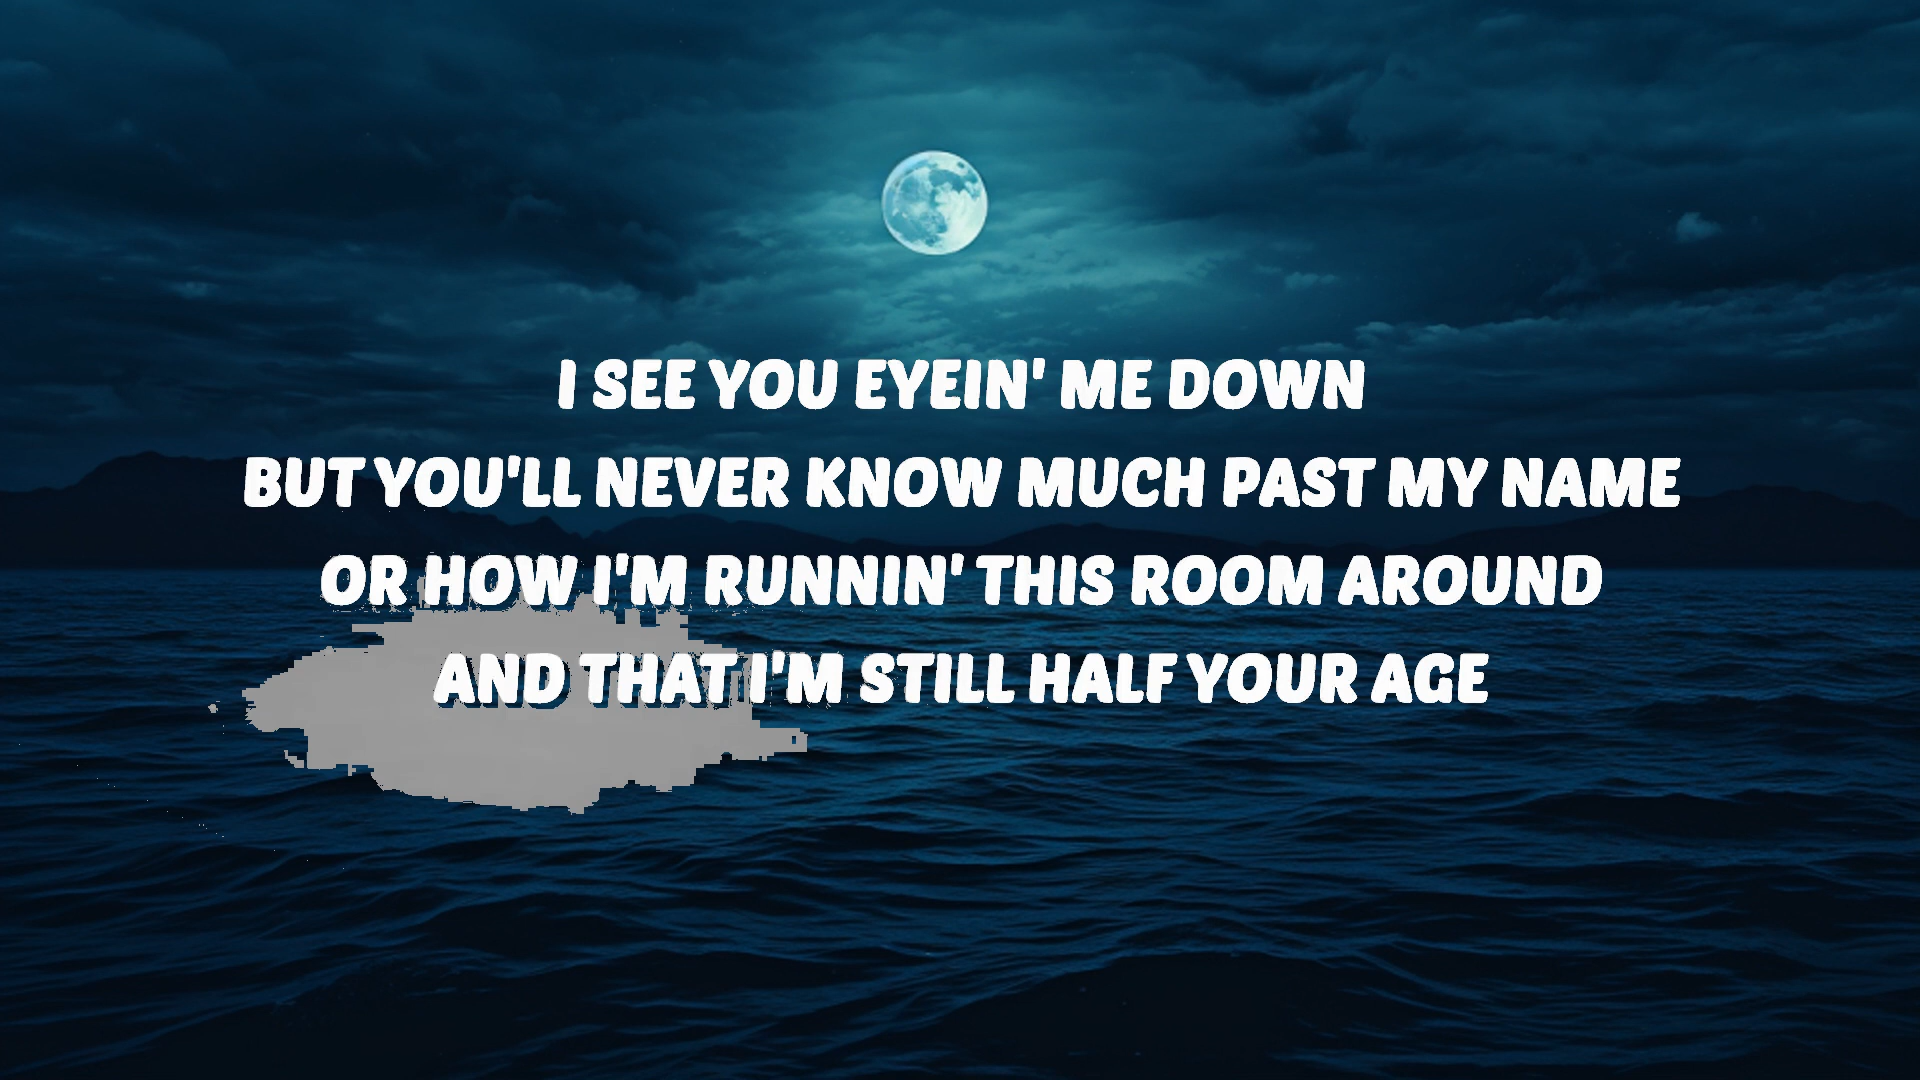 I SEE YOU EYEIN' ME DOWN
BUT YOU'LL NEVER KNOW MUCH PAST MY NAME
OR HOW I'M RUNNIN' THIS ROOM AROUND
AND THAT I'M STILL HALF YOUR AGE